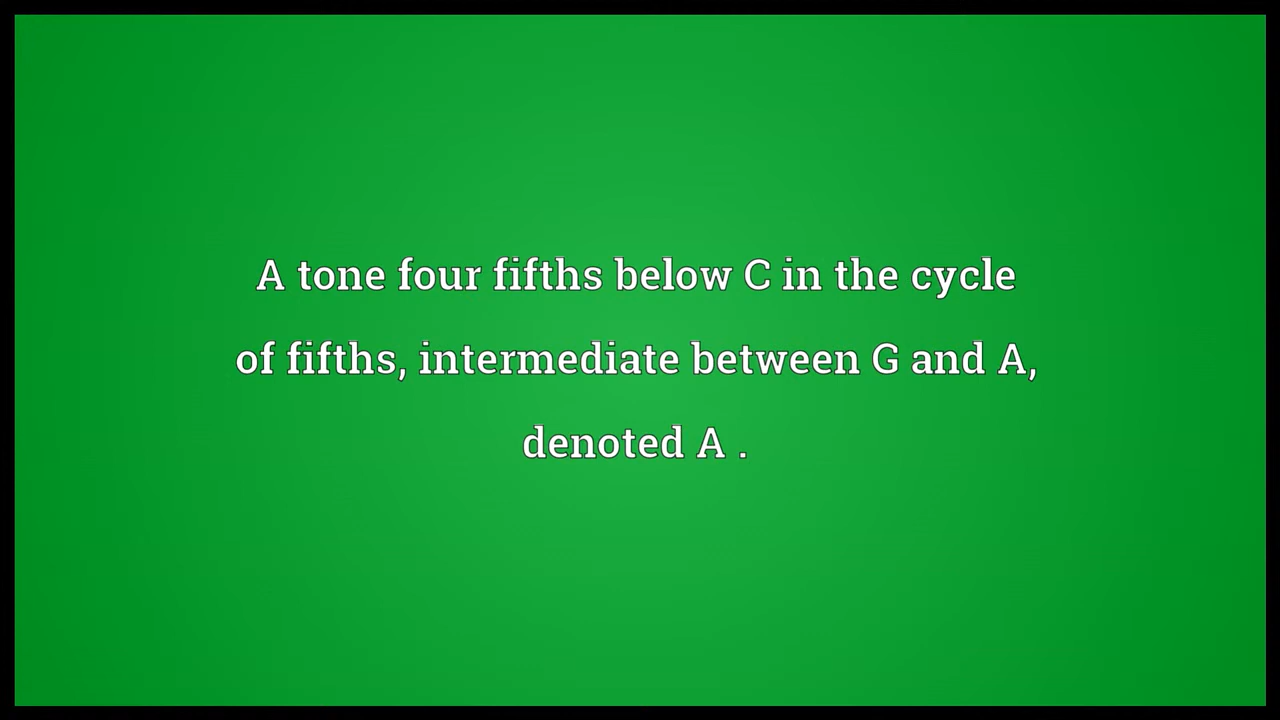 A tone four fifths below C in the cycle
of fifths, intermediate between G and A,
denoted A .